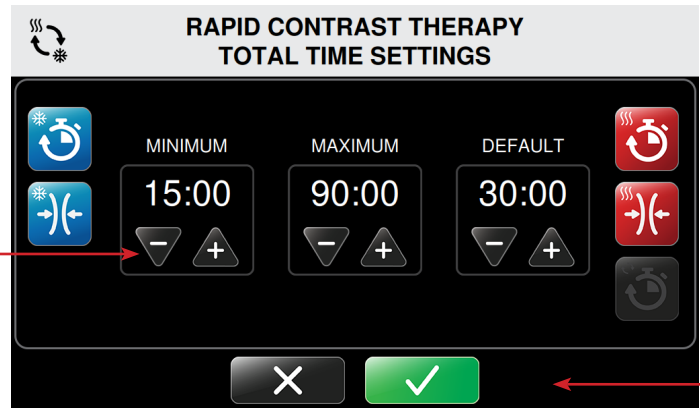 RAPID CONTRAST THERAPY
TOTAL TIME SETTINGS
MINIMUM MAXIMUM DEFAULT
15:00 90:00 30:00